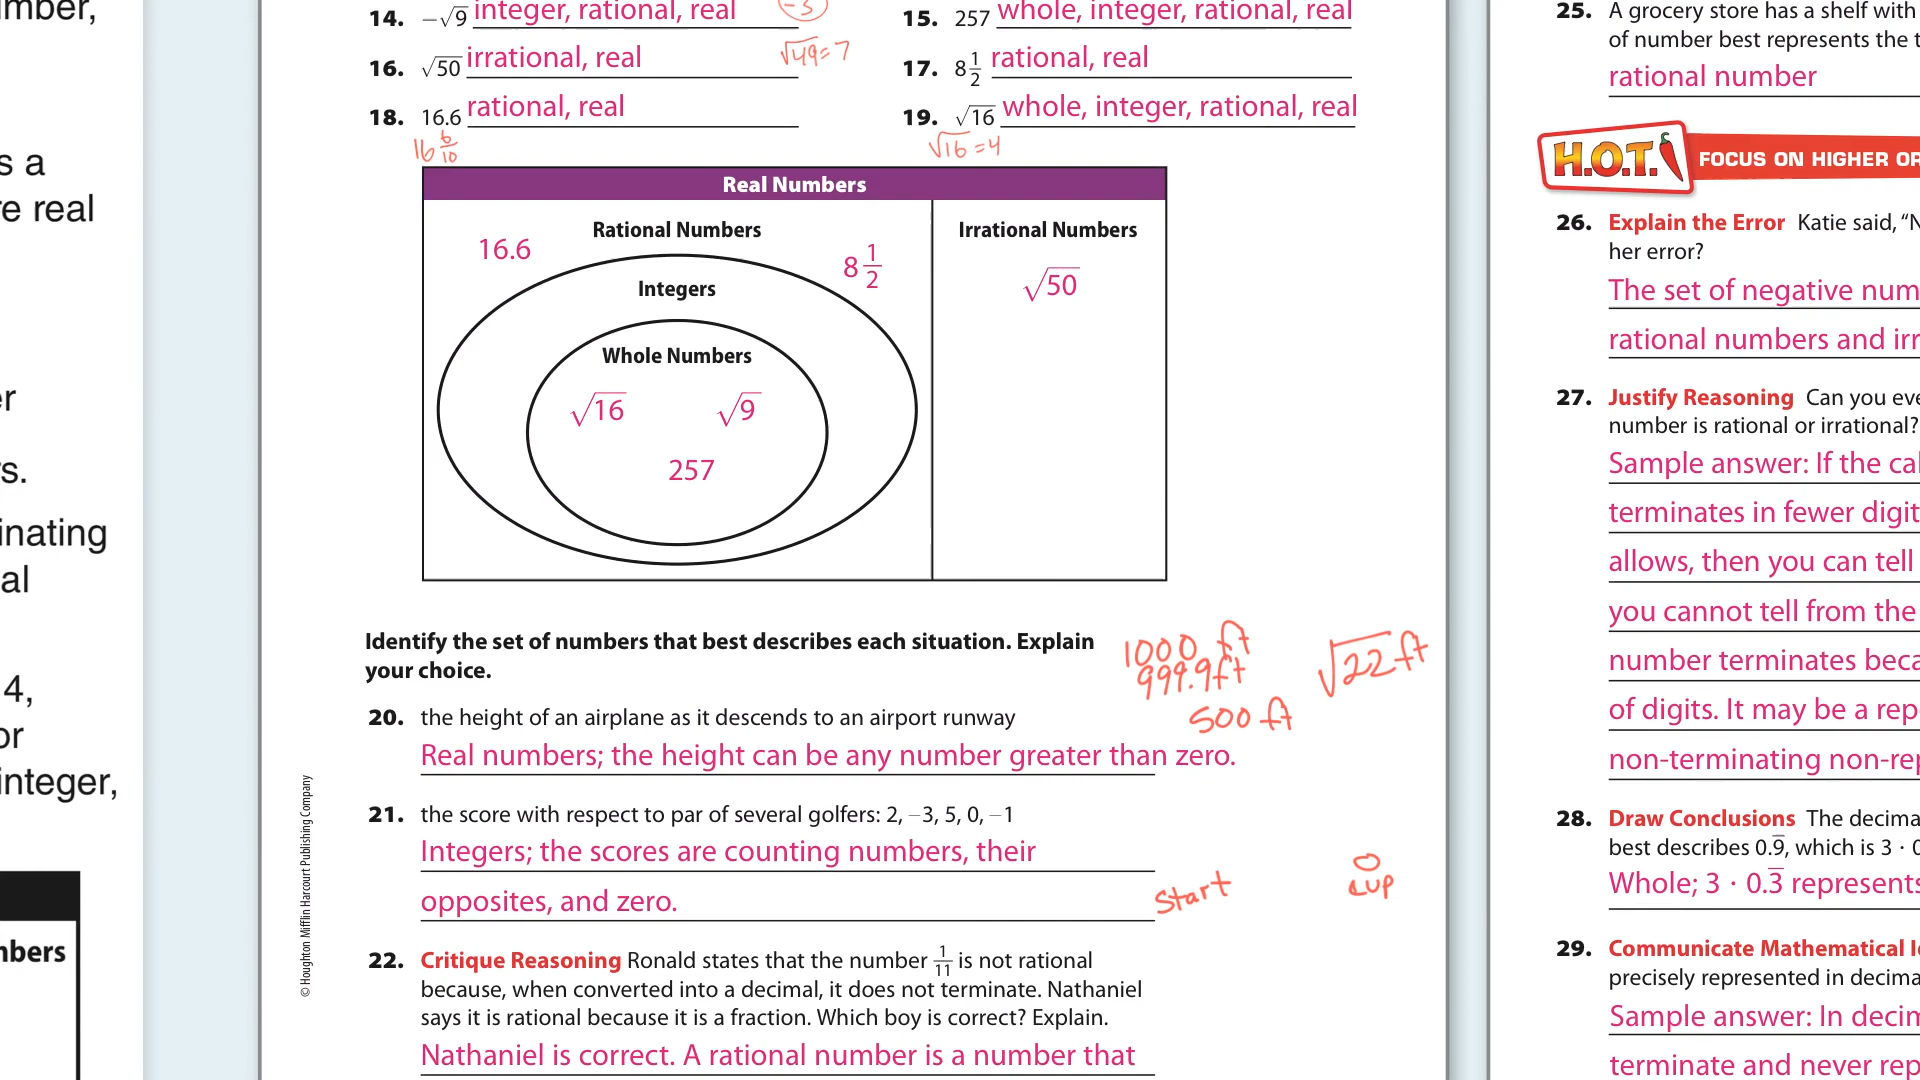 mber,
s a
re real
er
s.
inating
al
4,
or
integer,
nbers
14. −√9 integer, rational, real
-3
15. 257 whole, integer, rational, real
√49=7
16. √50 irrational, real
17. 8 1/2 rational, real
18. 16.6 rational, real
19. √16 whole, integer, rational, real
16 6/10
√16=4
Real Numbers
Rational Numbers
Irrational Numbers
16.6
8 1/2
√50
Integers
Whole Numbers
√16 √9
257
Identify the set of numbers that best describes each situation. Explain
your choice.
1000 ft
999.9ft
500 ft
√22 ft
20. the height of an airplane as it descends to an airport runway
Real numbers; the height can be any number greater than zero.
21. the score with respect to par of several golfers: 2, −3, 5, 0, −1
Integers; the scores are counting numbers, their
opposites, and zero.
Start
cup
22. Critique Reasoning Ronald states that the number 1/11 is not rational
because, when converted into a decimal, it does not terminate. Nathaniel
says it is rational because it is a fraction. Which boy is correct? Explain.
Nathaniel is correct. A rational number is a number that
© Houghton Mifflin Harcourt Publishing Company
25. A grocery store has a shelf with
of number best represents the t
rational number
H.O.T.
FOCUS ON HIGHER OR
26. Explain the Error Katie said, “N
her error?
The set of negative num
rational numbers and irr
27. Justify Reasoning Can you eve
number is rational or irrational?
Sample answer: If the cal
terminates in fewer digit
allows, then you can tell
you cannot tell from the
number terminates beca
of digits. It may be a rep
non-terminating non-rep
28. Draw Conclusions The decima
best describes 0.9̅, which is 3 · 0
Whole; 3 · 0.3̅ represents
29. Communicate Mathematical Id
precisely represented in decima
Sample answer: In decim
terminate and never rep